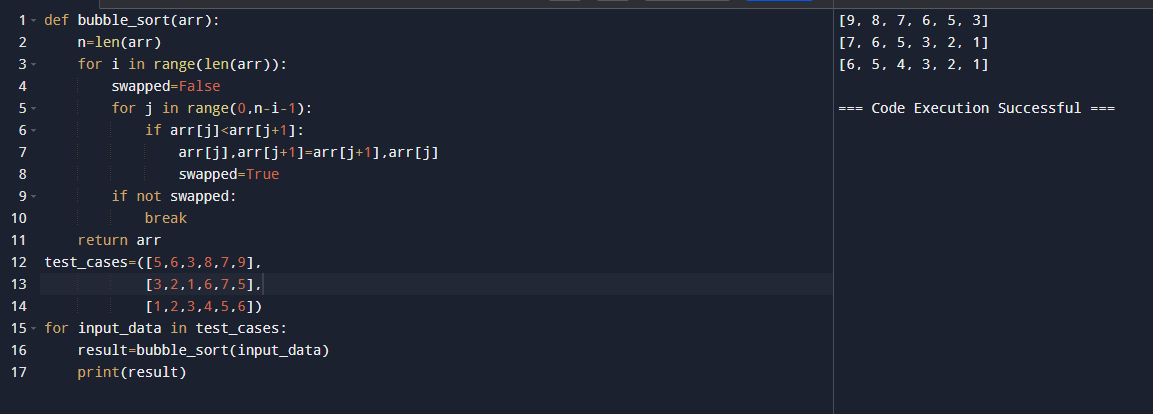 1 def bubble_sort(arr):
2     n=len(arr)
3     for i in range(len(arr)):
4         swapped=False
5         for j in range(0,n-i-1):
6             if arr[j]<arr[j+1]:
7                 arr[j],arr[j+1]=arr[j+1],arr[j]
8                 swapped=True
9         if not swapped:
10             break
11     return arr
12 test_cases=([5,6,3,8,7,9],
13             [3,2,1,6,7,5],
14             [1,2,3,4,5,6])
15 for input_data in test_cases:
16     result=bubble_sort(input_data)
17     print(result)
[9, 8, 7, 6, 5, 3]
[7, 6, 5, 3, 2, 1]
[6, 5, 4, 3, 2, 1]
=== Code Execution Successful ===